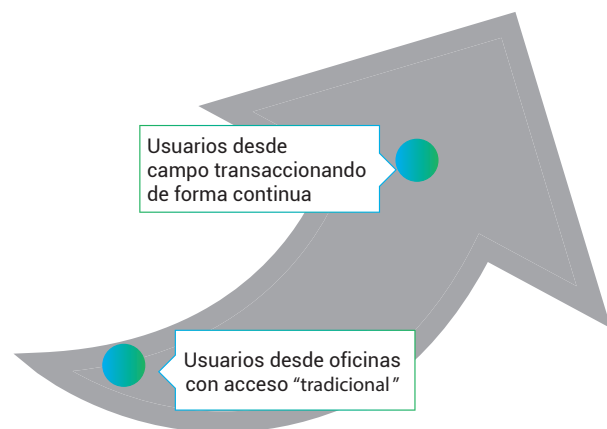 Usuarios desde
campo transaccionando
de forma continua
Usuarios desde oficinas
con acceso “tradicional”